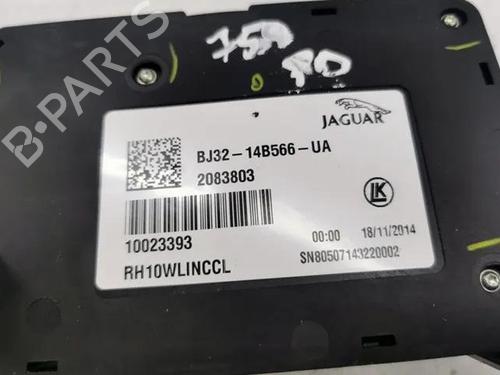 JAGUAR
BJ32-14B566-UA
2083803
LK
10023393
00:00 18/11/2014
RH10WLINCCL
SN80507143220002
B-PARTS